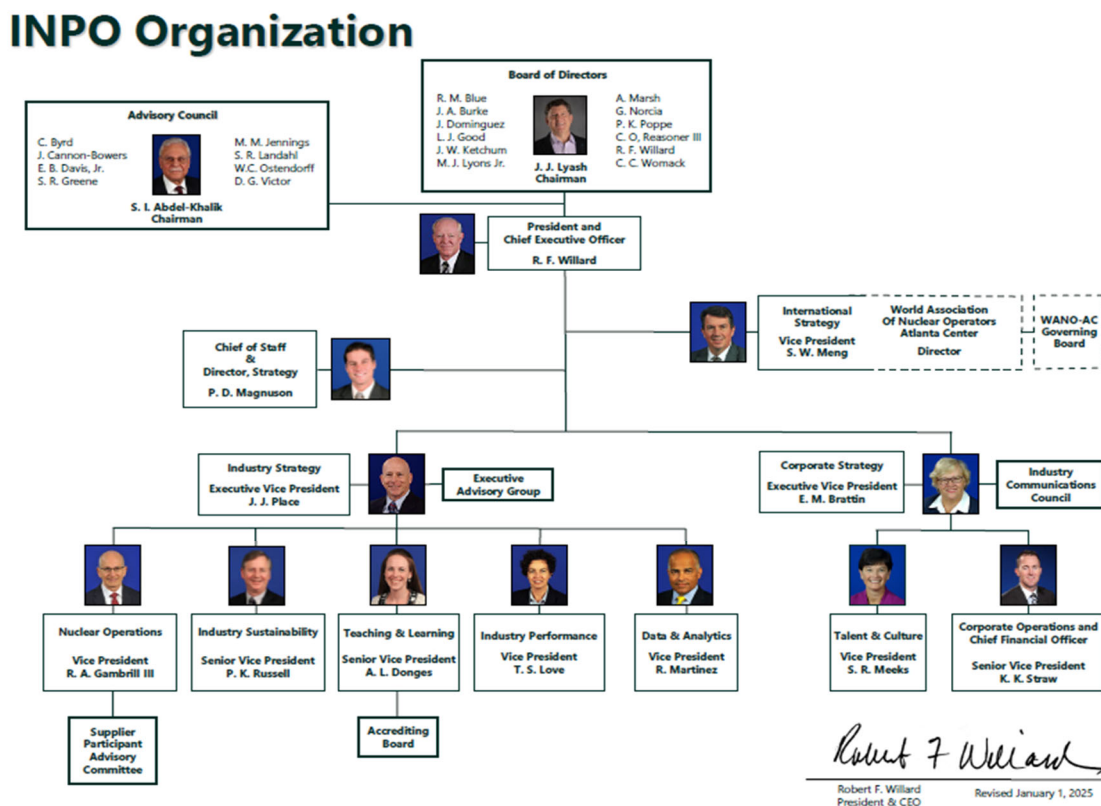 INPO Organization
Advisory Council
C. Byrd
J. Cannon-Bowers
E. B. Davis, Jr.
S. R. Greene
M. M. Jennings
S. R. Landahl
W.C. Ostendorff
D. G. Victor
S. I. Abdel-Khalik
Chairman
Board of Directors
R. M. Blue
J. A. Burke
J. Dominguez
L. J. Good
J. W. Ketchum
M. J. Lyons Jr.
A. Marsh
G. Norcia
P. K. Poppe
C. O, Reasoner III
R. F. Willard
C. C. Womack
J. J. Lyash
Chairman
President and
Chief Executive Officer
R. F. Willard
International
Strategy
Vice President
S. W. Meng
World Association
Of Nuclear Operators
Atlanta Center
Director
WANO-AC
Governing
Board
Chief of Staff
&
Director, Strategy
P. D. Magnuson
Industry Strategy
Executive Vice President
J. J. Place
Executive
Advisory Group
Corporate Strategy
Executive Vice President
E. M. Brattin
Industry
Communications
Council
Nuclear Operations
Vice President
R. A. Gambrill III
Industry Sustainability
Senior Vice President
P. K. Russell
Teaching & Learning
Senior Vice President
A. L. Donges
Industry Performance
Vice President
T. S. Love
Data & Analytics
Vice President
R. Martinez
Talent & Culture
Vice President
S. R. Meeks
Corporate Operations and
Chief Financial Officer
Senior Vice President
K. K. Straw
Supplier
Participant
Advisory
Committee
Accrediting
Board
Robert F Willard
Robert F. Willard
President & CEO
Revised January 1, 2025